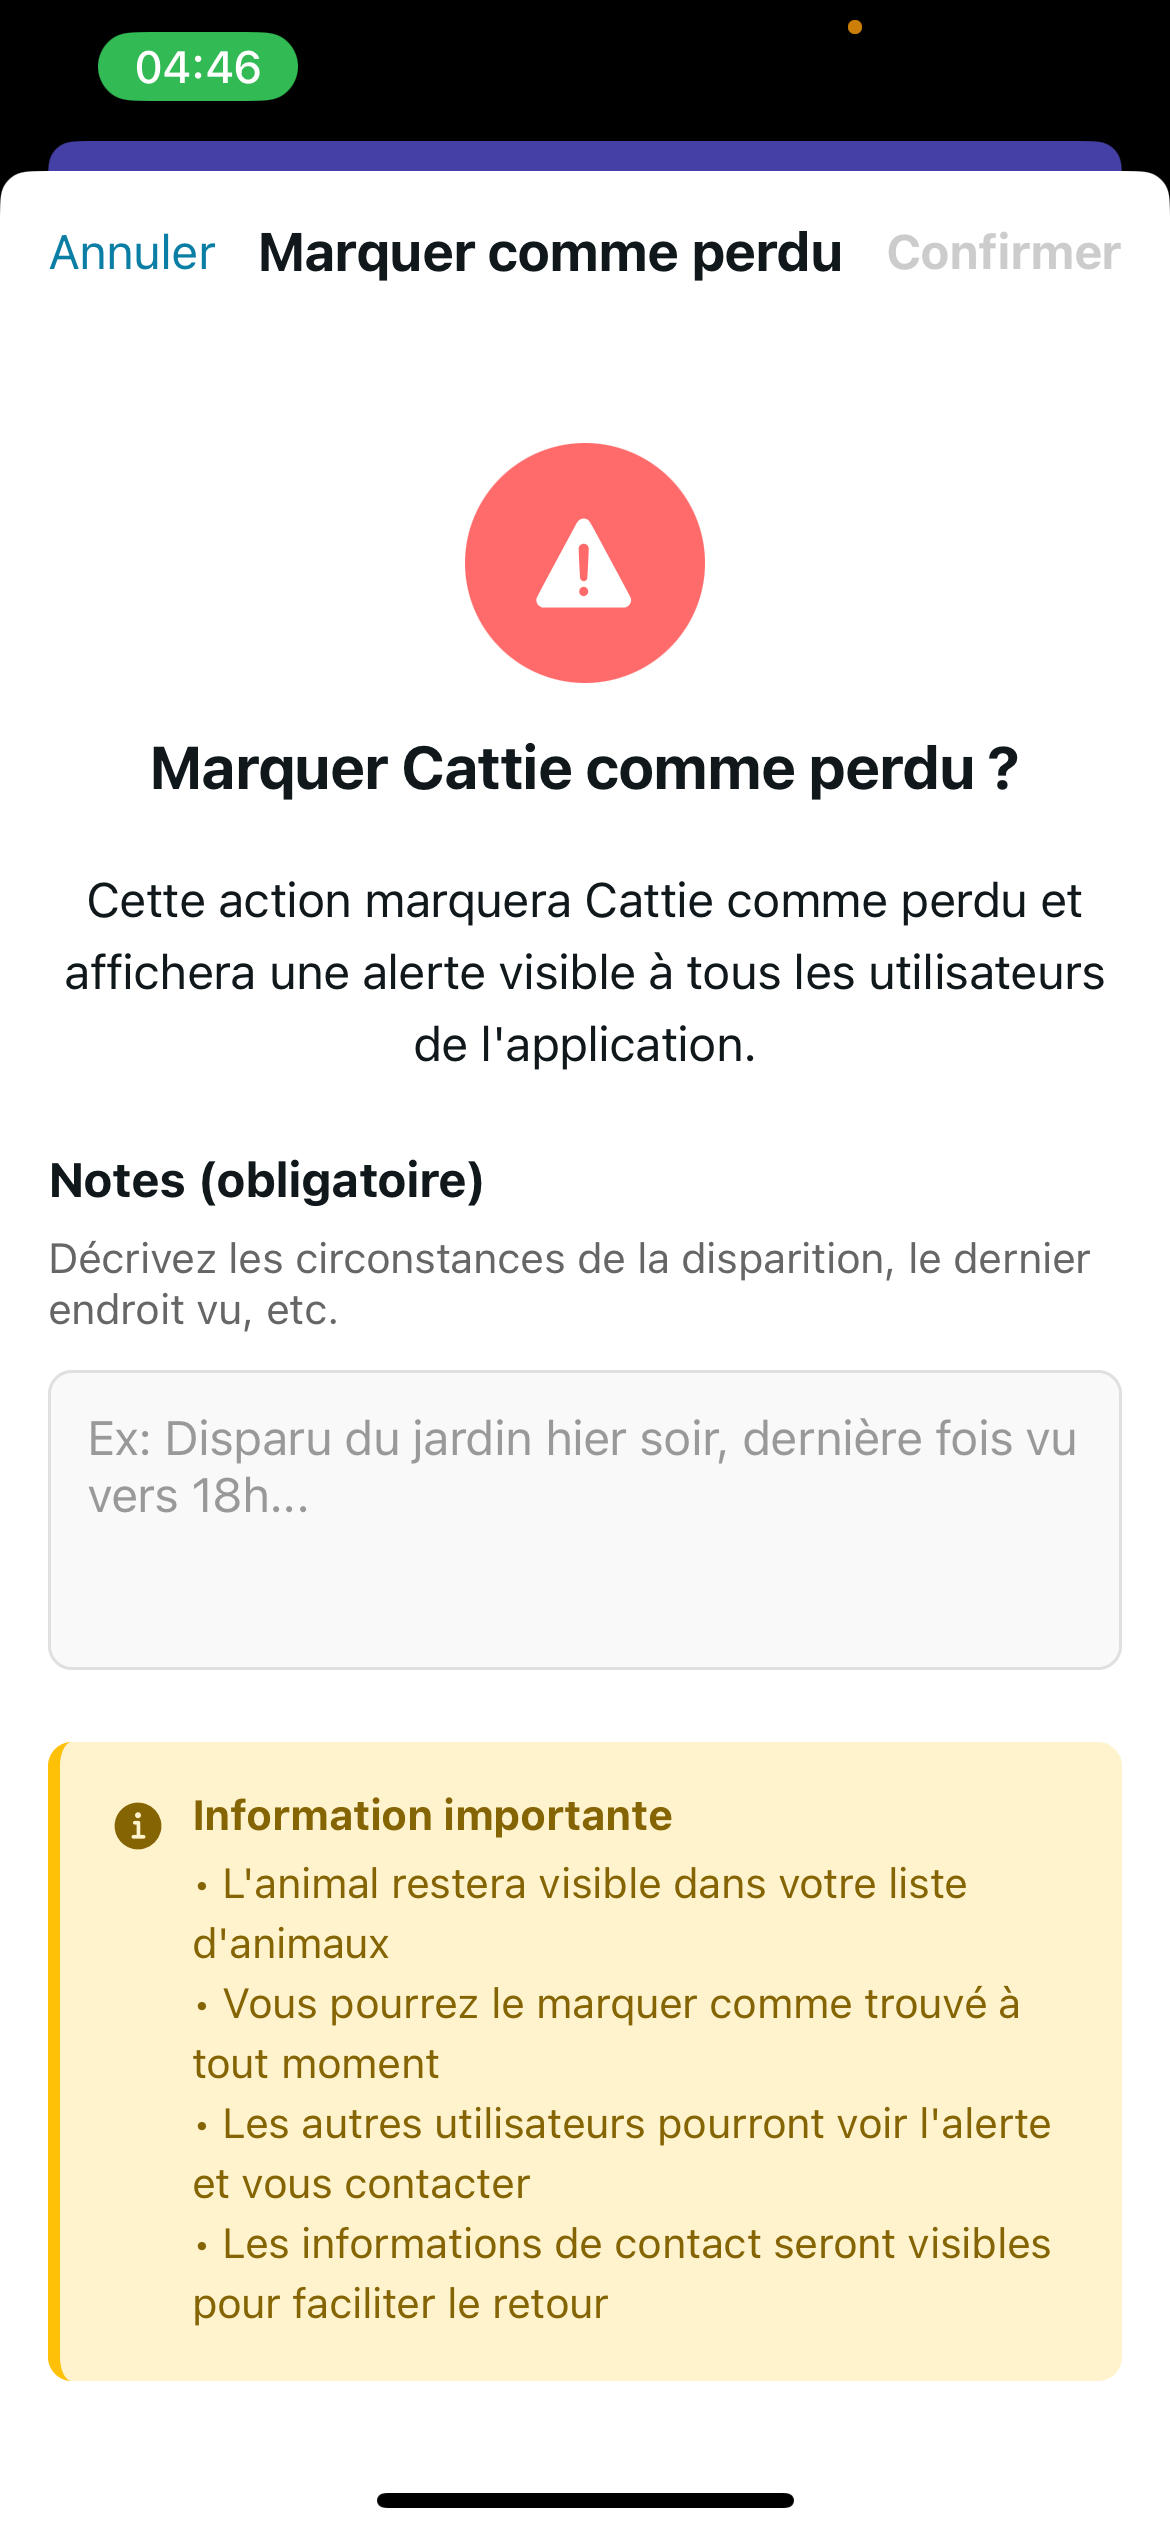 04:46
Annuler Marquer comme perdu Confirmer
Marquer Cattie comme perdu ?
Cette action marquera Cattie comme perdu et
affichera une alerte visible à tous les utilisateurs
de l'application.
Notes (obligatoire)
Décrivez les circonstances de la disparition, le dernier
endroit vu, etc.
Ex: Disparu du jardin hier soir, dernière fois vu
vers 18h...
Information importante
• L'animal restera visible dans votre liste
d'animaux
• Vous pourrez le marquer comme trouvé à
tout moment
• Les autres utilisateurs pourront voir l'alerte
et vous contacter
• Les informations de contact seront visibles
pour faciliter le retour